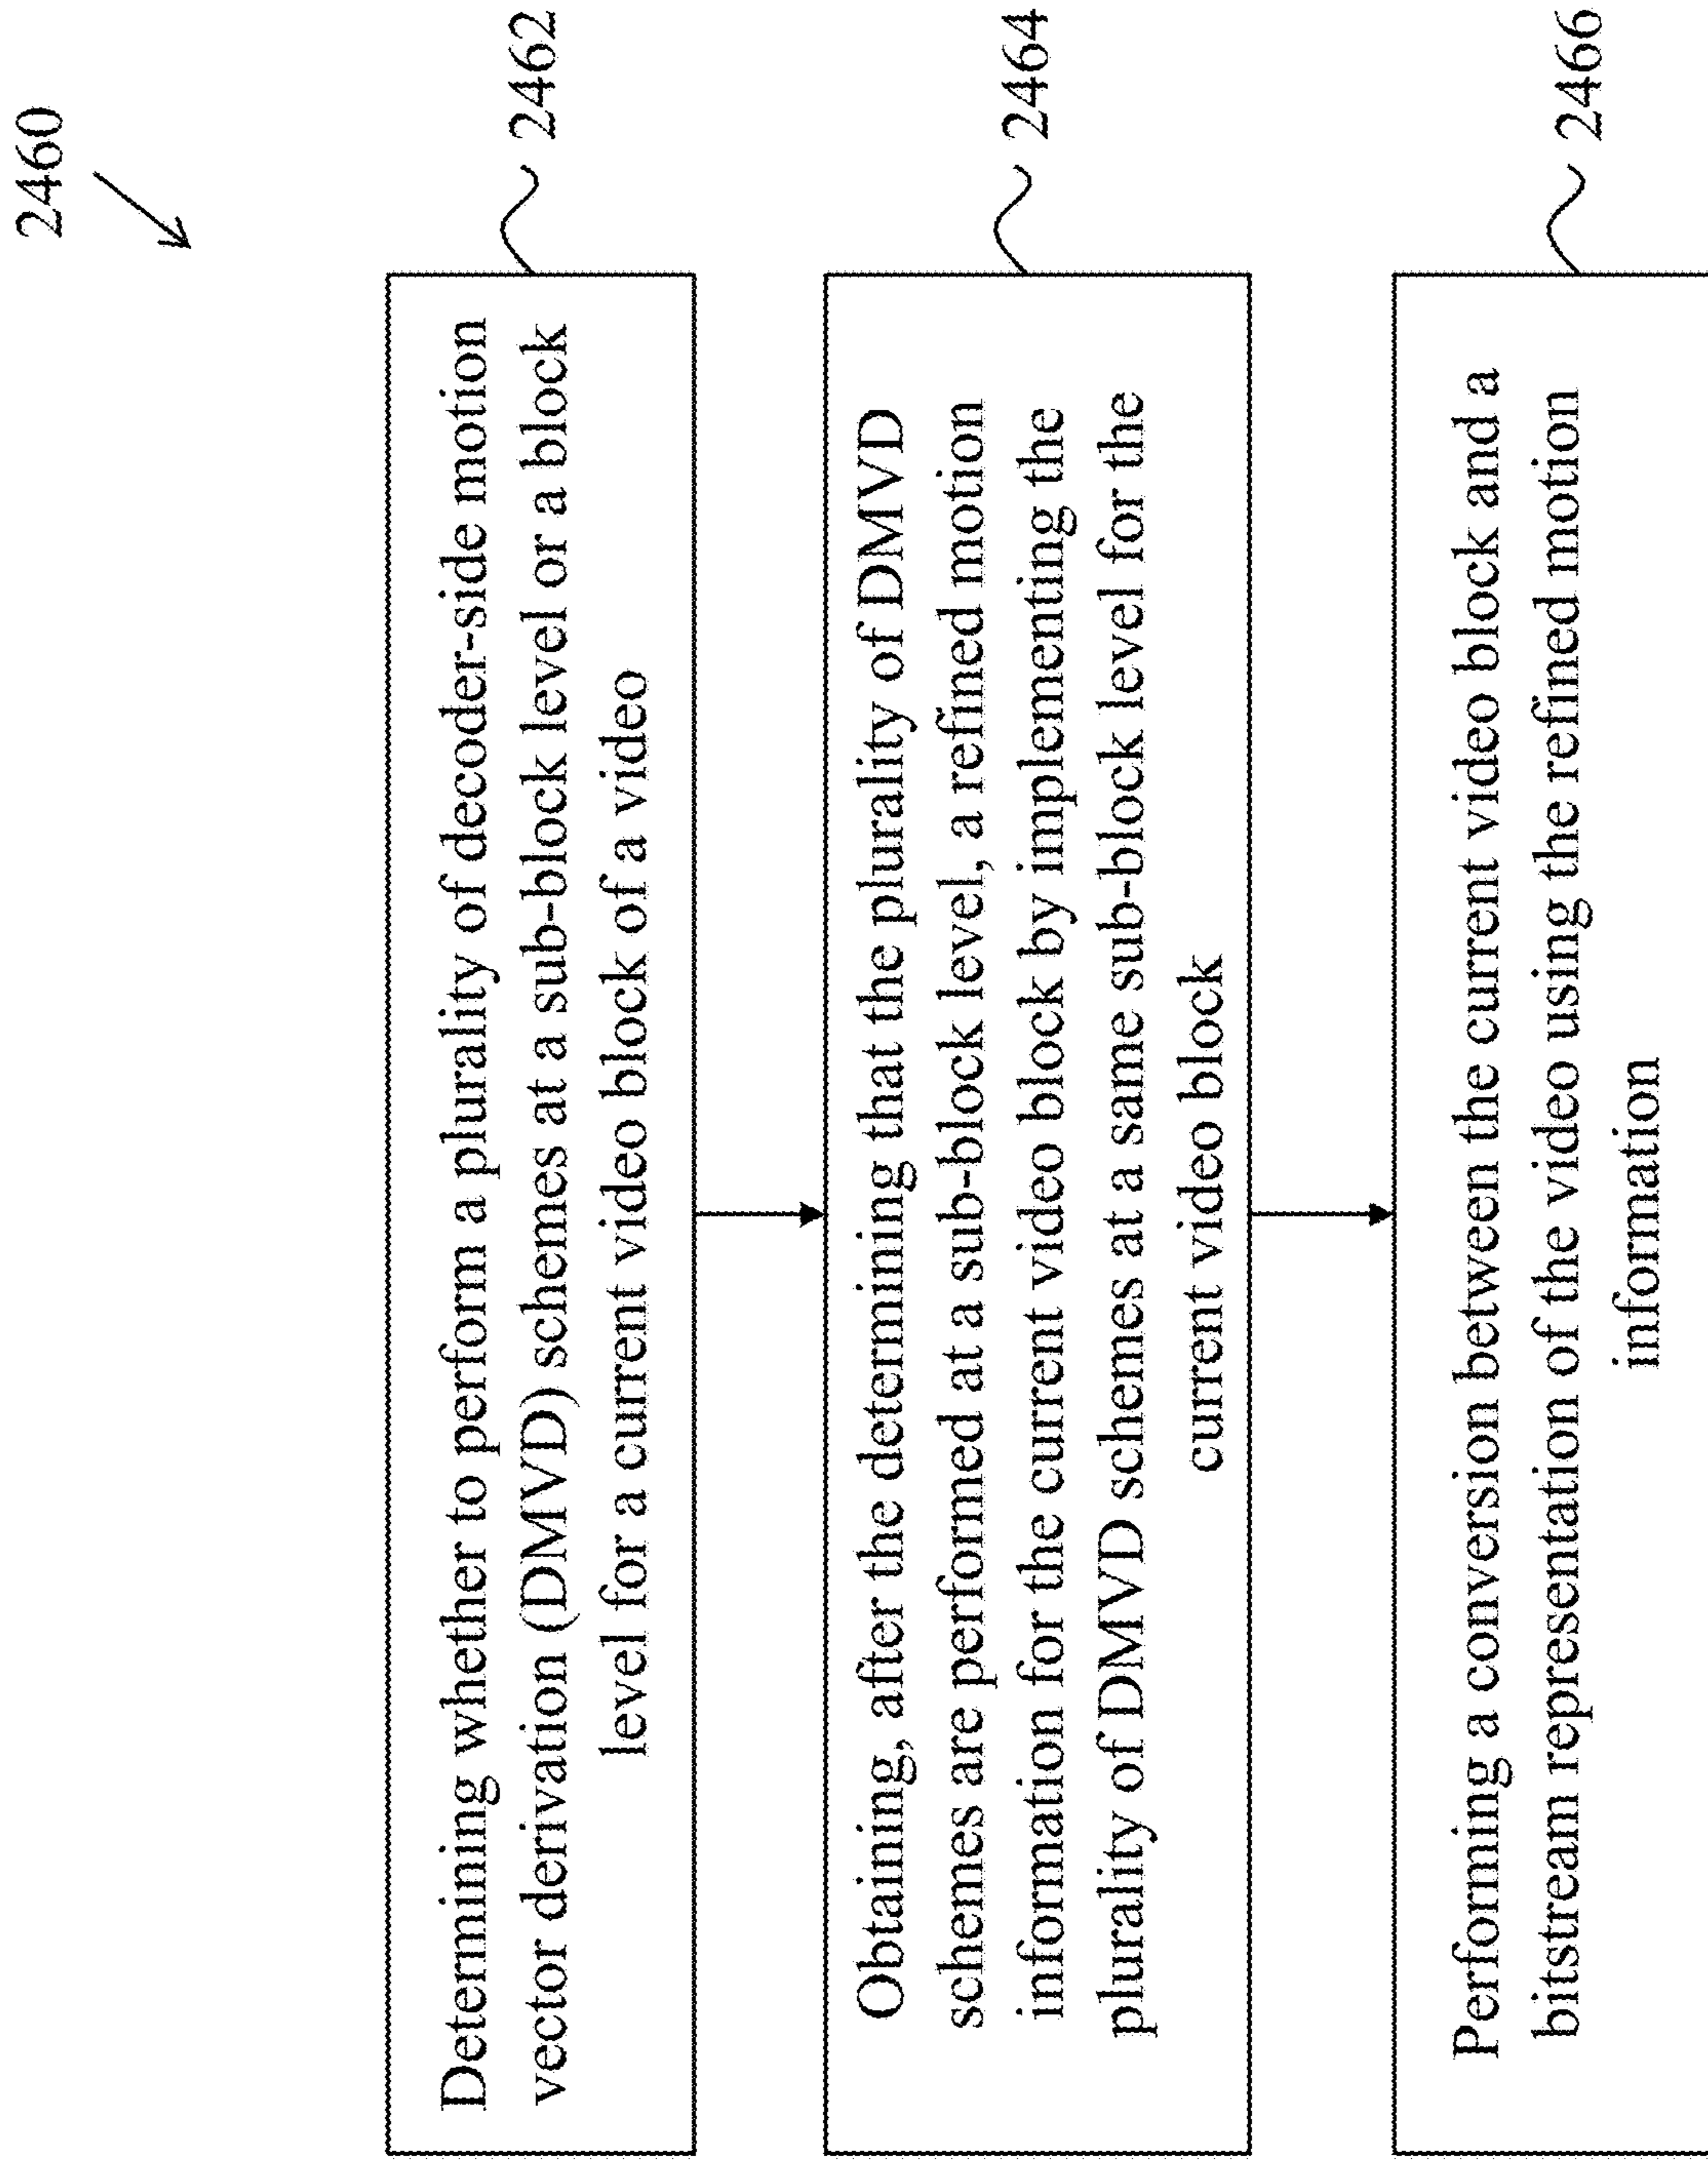 2460
Determining whether to perform a plurality of decoder-side motion
vector derivation (DMVD) schemes at a sub-block level or a block
level for a current video block of a video
2462
Obtaining, after the determining that the plurality of DMVD
schemes are performed at a sub-block level, a refined motion
information for the current video block by implementing the
plurality of DMVD schemes at a same sub-block level for the
current video block
2464
Performing a conversion between the current video block and a
bitstream representation of the video using the refined motion
information
2466